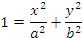 1 = x²/a² + y²/b²